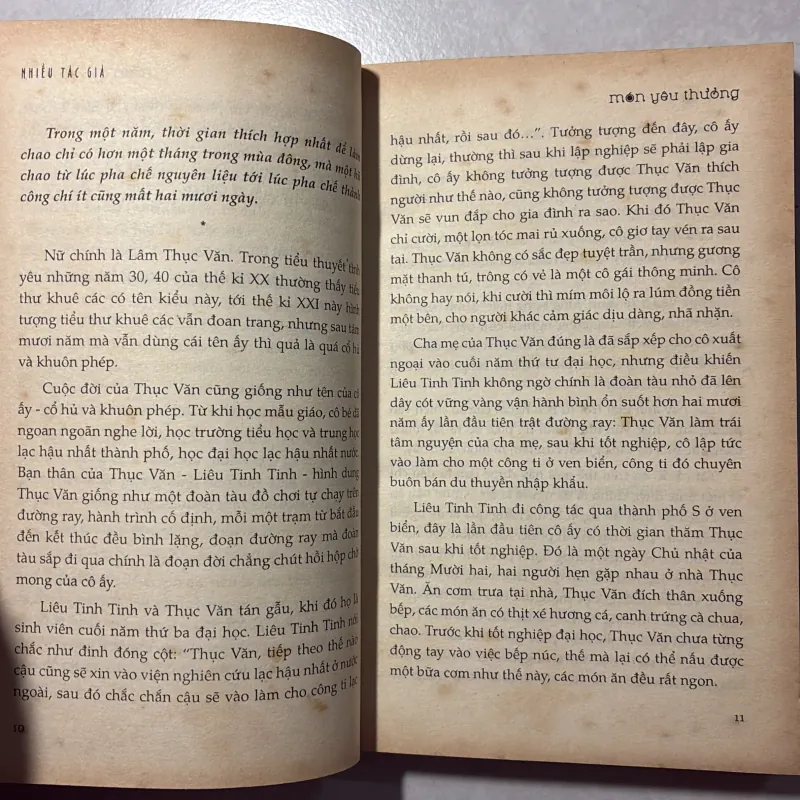 NHIỀU TÁC GIẢ
Trong một năm, thời gian thích hợp nhất để làm
chao chỉ có hơn một tháng trong mùa đông, mà một hũ
chao từ lúc pha chế nguyên liệu tới lúc pha chế thành
công chí ít cũng mất hai mươi ngày.
*
Nữ chính là Lâm Thục Văn. Trong tiểu thuyết tình
yêu những năm 30, 40 của thế kỉ XX thường thấy tiểu
thư khuê các có tên kiểu này, tới thế kỉ XXI này hình
tượng tiểu thư khuê các vẫn đoan trang, nhưng sau tám
mươi năm mà vẫn dùng cái tên ấy thì quả là quá cổ hủ
và khuôn phép.
Cuộc đời của Thục Văn cũng giống như tên của cô
ấy - cổ hủ và khuôn phép. Từ khi học mẫu giáo, cô bé đã
ngoan ngoãn nghe lời, học trường tiểu học và trung học
lạc hậu nhất thành phố, học đại học lạc hậu nhất nước.
Bạn thân của Thục Văn - Liêu Tinh Tinh - hình dung
Thục Văn giống như một đoàn tàu đồ chơi tự chạy trên
đường ray, hành trình cố định, mỗi một trạm từ bắt đầu
đến kết thúc đều bình lặng, đoạn đường ray mà đoàn
tàu sắp đi qua chính là đoạn đời chẳng chút hồi hộp chờ
mong của cô ấy.
Liêu Tinh Tinh và Thục Văn tán gẫu, khi đó họ là
sinh viên cuối năm thứ ba đại học. Liêu Tinh Tinh nói
chắc như đinh đóng cột: “Thục Văn, tiếp theo thế nào
cậu cũng sẽ xin vào viện nghiên cứu lạc hậu nhất ở nước
ngoài, sau đó chắc chắn cậu sẽ vào làm cho công ti lạc
10
món yêu thương
hậu nhất, rồi sau đó...”. Tưởng tượng đến đây, cô ấy
dừng lại, thường thì sau khi lập nghiệp sẽ phải lập gia
đình, cô ấy không tưởng tượng được Thục Văn thích
người như thế nào, cũng không tưởng tượng được Thục
Văn sẽ vun đắp cho gia đình ra sao. Khi đó Thục Văn
chỉ cười, một lọn tóc mai rủ xuống, cô giơ tay vén ra sau
tai. Thục Văn không có sắc đẹp tuyệt trần, nhưng gương
mặt thanh tú, trông có vẻ là một cô gái thông minh. Cô
không hay nói, khi cười thì mím môi lộ ra lúm đồng tiền
một bên, cho người khác cảm giác dịu dàng, nhã nhặn.
Cha mẹ của Thục Văn đúng là đã sắp xếp cho cô xuất
ngoại vào cuối năm thứ tư đại học, nhưng điều khiến
Liêu Tinh Tinh không ngờ chính là đoàn tàu nhỏ đã lên
dây cót vững vàng vận hành bình ổn suốt hơn hai mươi
năm ấy lần đầu tiên trật đường ray: Thục Văn làm trái
tâm nguyện của cha mẹ, sau khi tốt nghiệp, cô lập tức
vào làm cho một công ti ở ven biển, công ti đó chuyên
buôn bán du thuyền nhập khẩu.
Liêu Tinh Tinh đi công tác qua thành phố S ở ven
biển, đây là lần đầu tiên cô ấy có thời gian thăm Thục
Văn sau khi tốt nghiệp. Đó là một ngày Chủ nhật của
tháng Mười hai, hai người hẹn gặp nhau ở nhà Thục
Văn. Ăn cơm trưa tại nhà, Thục Văn đích thân xuống
bếp, các món ăn có thịt xé hương cá, canh trứng cà chua,
chao. Trước khi tốt nghiệp đại học, Thục Văn chưa từng
động tay vào việc bếp núc, thế mà lại có thể nấu được
một bữa cơm như thế này, các món ăn đều rất ngon.
11